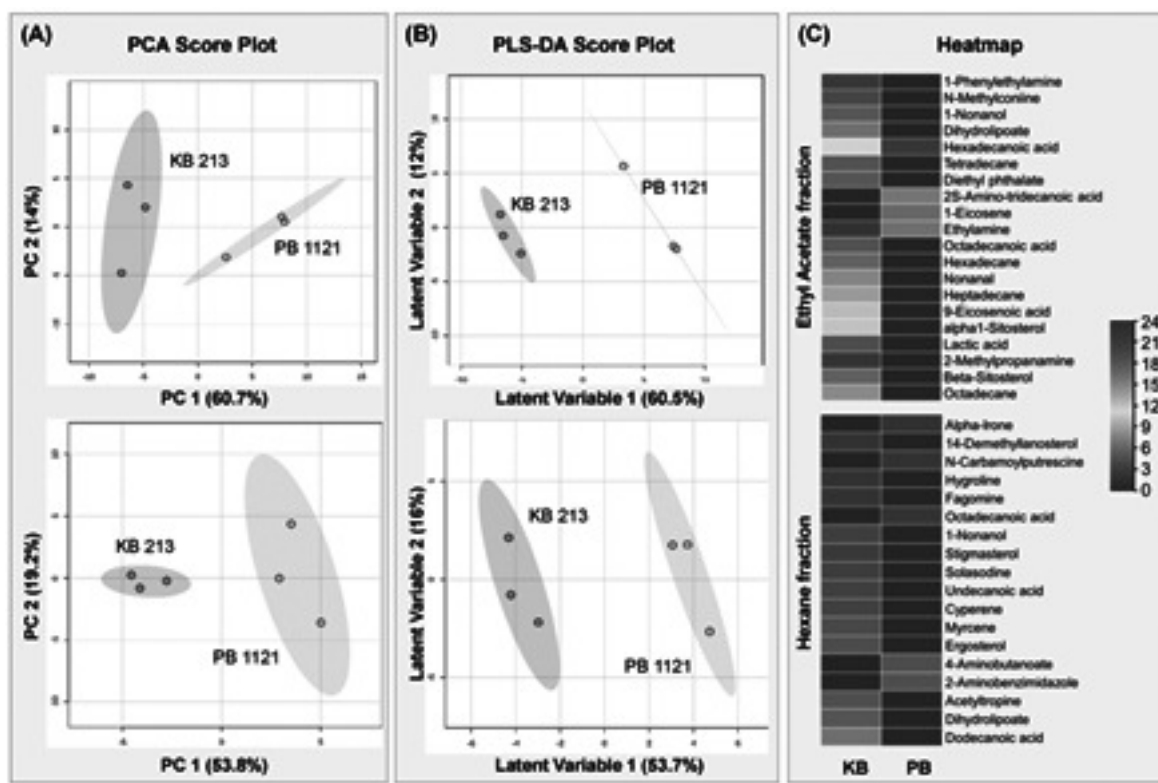 (A)
PCA Score Plot
KB 213
PB 1121
PC 2 (14%)
PC 1 (60.7%)
KB 213
PB 1121
PC 2 (19.2%)
PC 1 (53.8%)
(B)
PLS-DA Score Plot
KB 213
PB 1121
Latent Variable 2 (12%)
Latent Variable 1 (60.5%)
KB 213
PB 1121
Latent Variable 2 (16%)
Latent Variable 1 (53.7%)
-4
-2
0
2
4
6
(C)
Heatmap
Ethyl Acetate fraction
1-Phenylethylamine
N-Methylconiine
1-Nonanol
Dihydrolipoate
Hexadecanoic acid
Tetradecane
Diethyl phthalate
2S-Amino-tridecanoic acid
1-Eicosene
Ethylamine
Octadecanoic acid
Hexadecane
Nonanal
Heptadecane
9-Eicosenoic acid
alpha1-Sitosterol
Lactic acid
2-Methylpropanamine
Beta-Sitosterol
Octadecane
Hexane fraction
Alpha-Irone
14-Demethyllanosterol
N-Carbamoylputrescine
Hygroline
Fagomine
Octadecanoic acid
1-Nonanol
Stigmasterol
Solasodine
Undecanoic acid
Cyperene
Myrcene
Ergosterol
4-Aminobutanoate
2-Aminobenzimidazole
Acetyltropine
Dihydrolipoate
Dodecanoic acid
KB PB
24
21
18
15
12
9
6
3
0